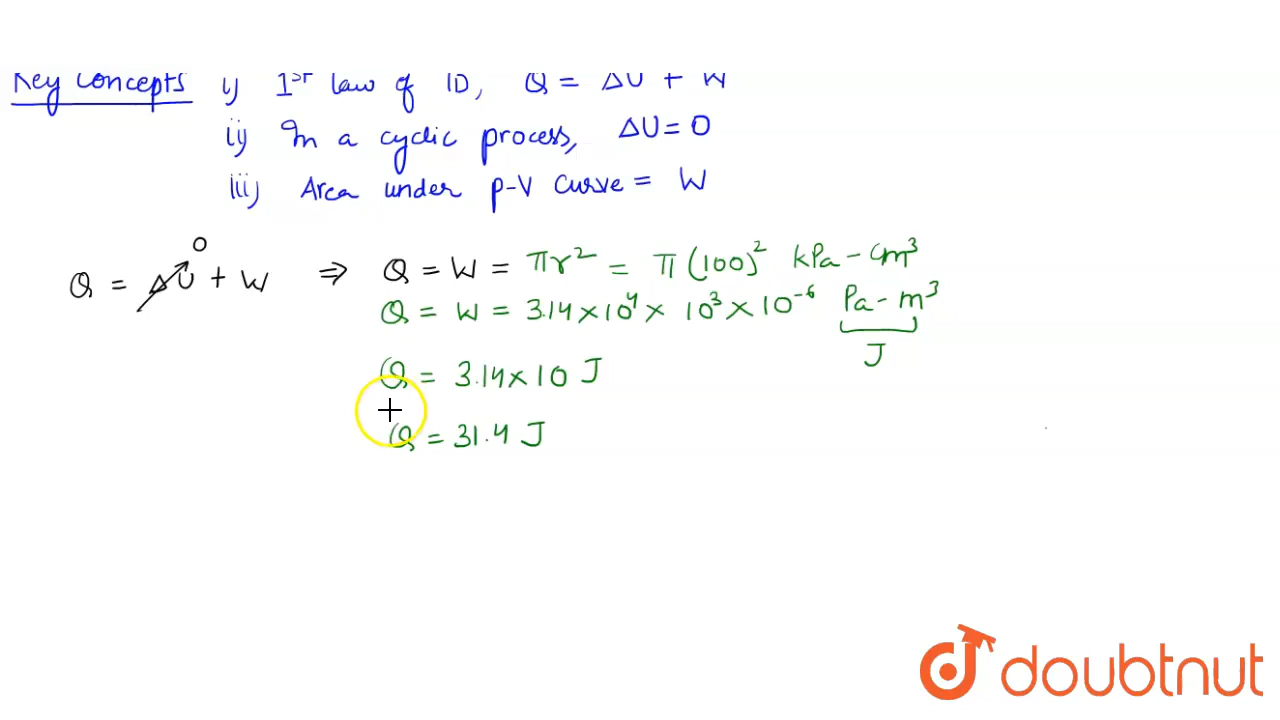 Key Concepts i) 1st law of TD, Q = ΔU + W
ii) In a cyclic process, ΔU = 0
iii) Area under p-V curve = W
0
Q = ΔU + W ⇒ Q = W = πr² = π(100)² kPa - cm³
Q = W = 3.14 × 10⁴ × 10³ × 10⁻⁶ Pa - m³
J
Q = 3.14 × 10 J
Q = 31.4 J
doubtnut